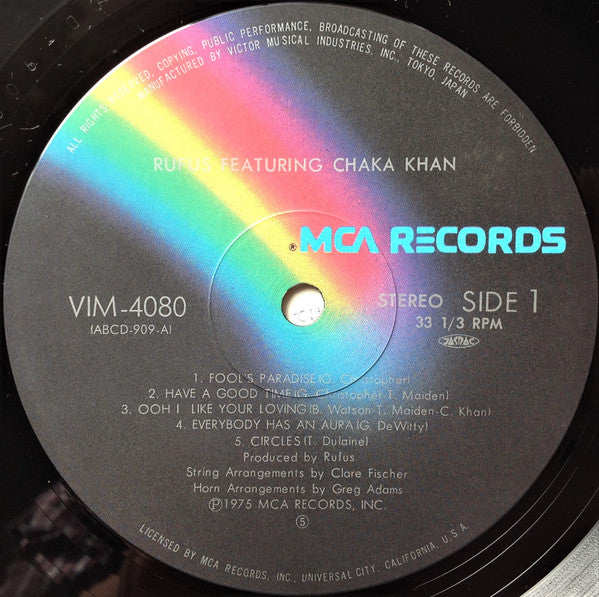 ALL RIGHTS RESERVED, COPYING, PUBLIC PERFORMANCE, BROADCASTING OF THESE RECORDS ARE FORBIDDEN
MANUFACTURED BY VICTOR MUSICAL INDUSTRIES, INC., TOKYO, JAPAN
RUFUS FEATURING CHAKA KHAN
® MCA RECORDS
VIM-4080
(ABCD-909-A)
STEREO SIDE 1
33 1/3 RPM
JASRAC
1. FOOL'S PARADISE(G. Christopher)
2. HAVE A GOOD TIME(G. Christopher-T. Maiden)
3. OOH I LIKE YOUR LOVING(B. Watson-T. Maiden-C. Khan)
4. EVERYBODY HAS AN AURA(G. DeWitty)
5. CIRCLES(T. Dulaine)
Produced by Rufus
String Arrangements by Clare Fischer
Horn Arrangements by Greg Adams
Ⓟ1975 MCA RECORDS, INC.
⑤
LICENSED BY MCA RECORDS, INC., UNIVERSAL CITY, CALIFORNIA, U.S.A